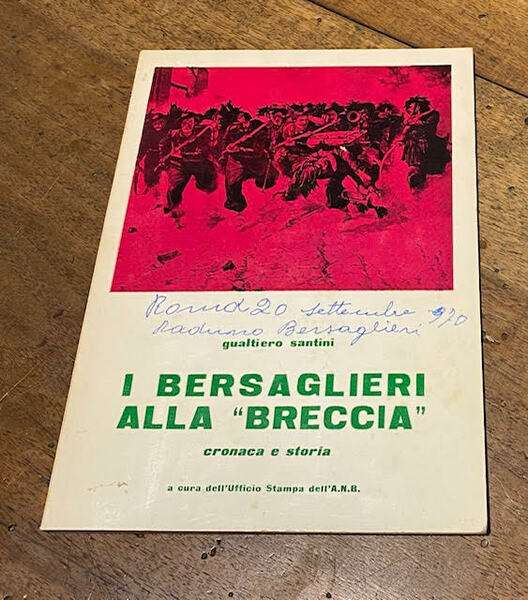 Roma 20 settembre 970
Raduno Bersaglieri
gualtiero santini
I BERSAGLIERI
ALLA "BRECCIA"
cronaca e storia
a cura dell'Ufficio Stampa dell'A.N.B.